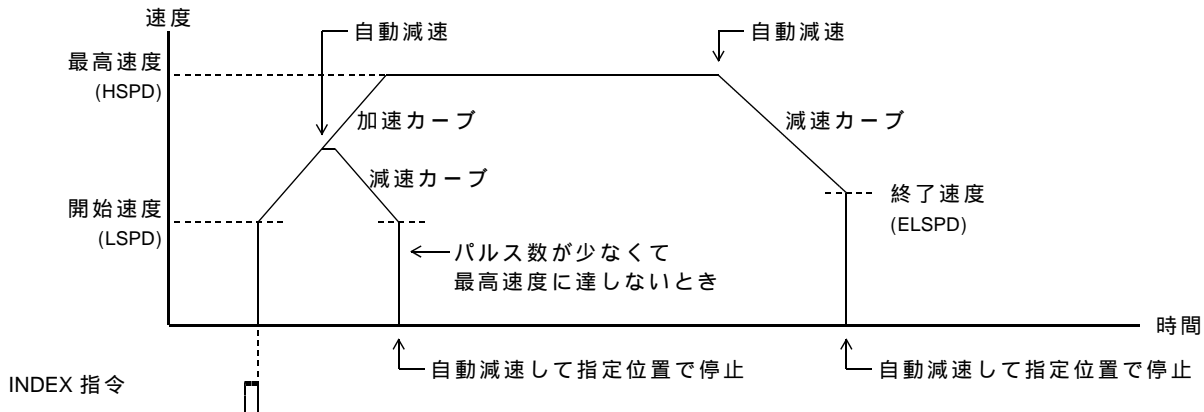 速度
自動減速
自動減速
最高速度
(HSPD)
加速カーブ
減速カーブ
減速カーブ
開始速度
(LSPD)
終了速度
(ELSPD)
パルス数が少なくて
最高速度に達しないとき
時間
自動減速して指定位置で停止
自動減速して指定位置で停止
INDEX 指令